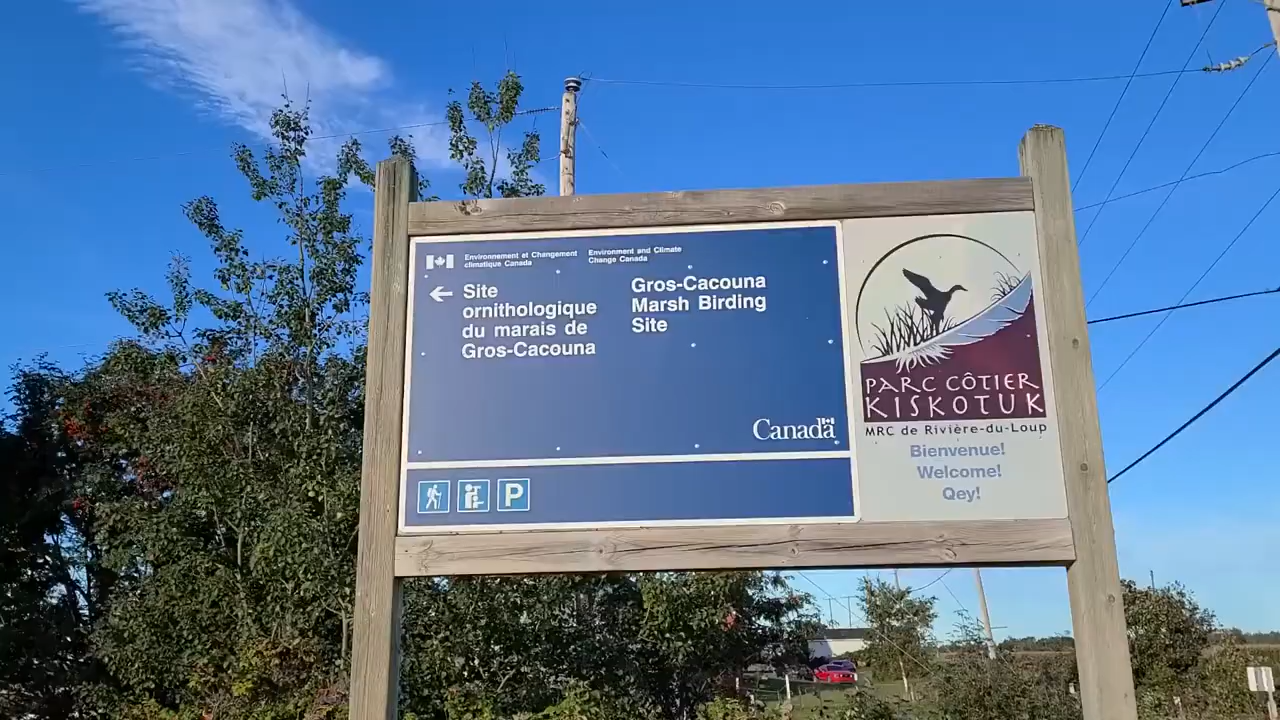 Environnement et Changement
climatique Canada
Environment and Climate
Change Canada
Site
ornithologique
du marais de
Gros-Cacouna
Gros-Cacouna
Marsh Birding
Site
Canada
P
PARC CÔTIER
KISKOTUK
MRC de Rivière-du-Loup
Bienvenue!
Welcome!
Qey!